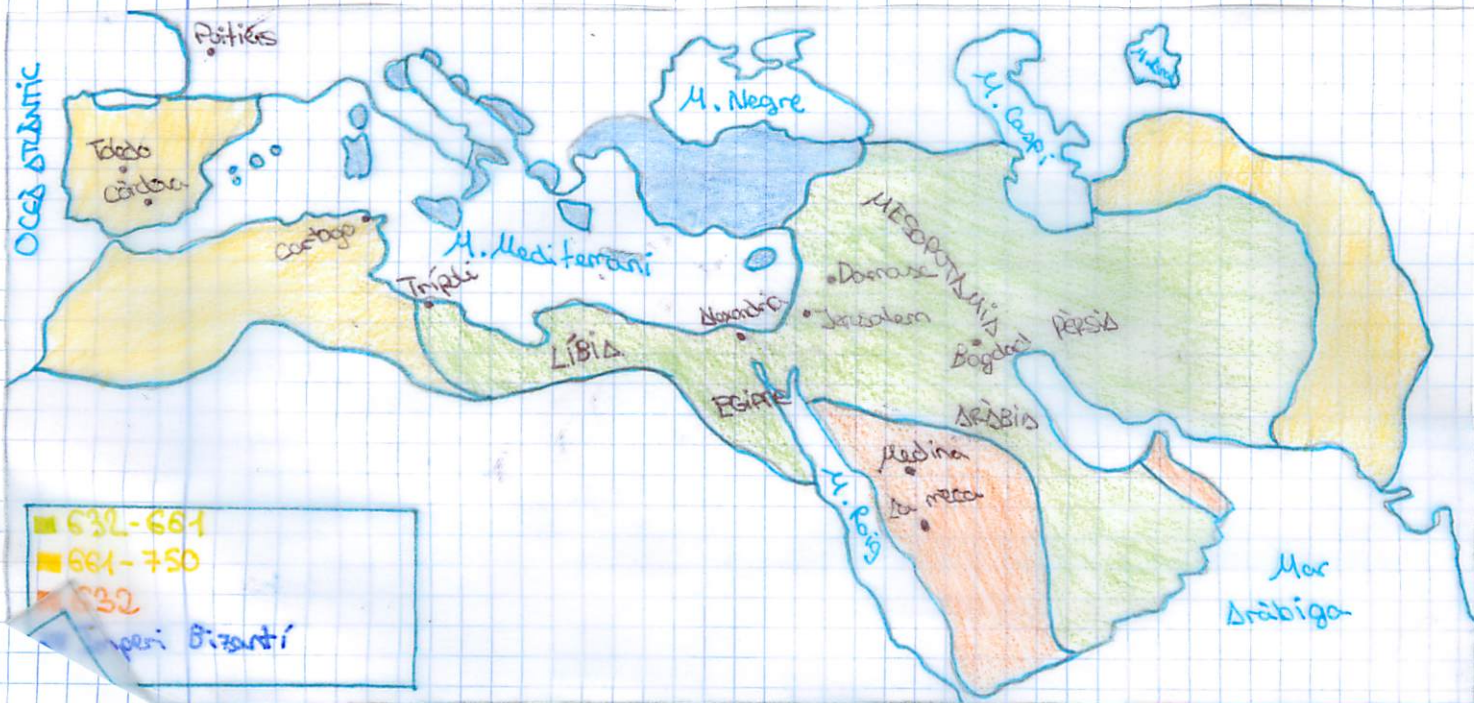 Poitiers
OCEÀ ATLÀNTIC
M. Negre
M. Caspi
Toledo
Còrdova
Cartago
M. Mediterrani
Trípoli
MESOPOTÀMIA
Damasc
Alexandria
Jerusalem
PÈRSIA
LÍBIA
Bagdad
EGIPTE
ARÀBIA
Medina
La meca
M. Roig
632-661
661-750
632
Imperi Bizantí
Mar
Aràbiga